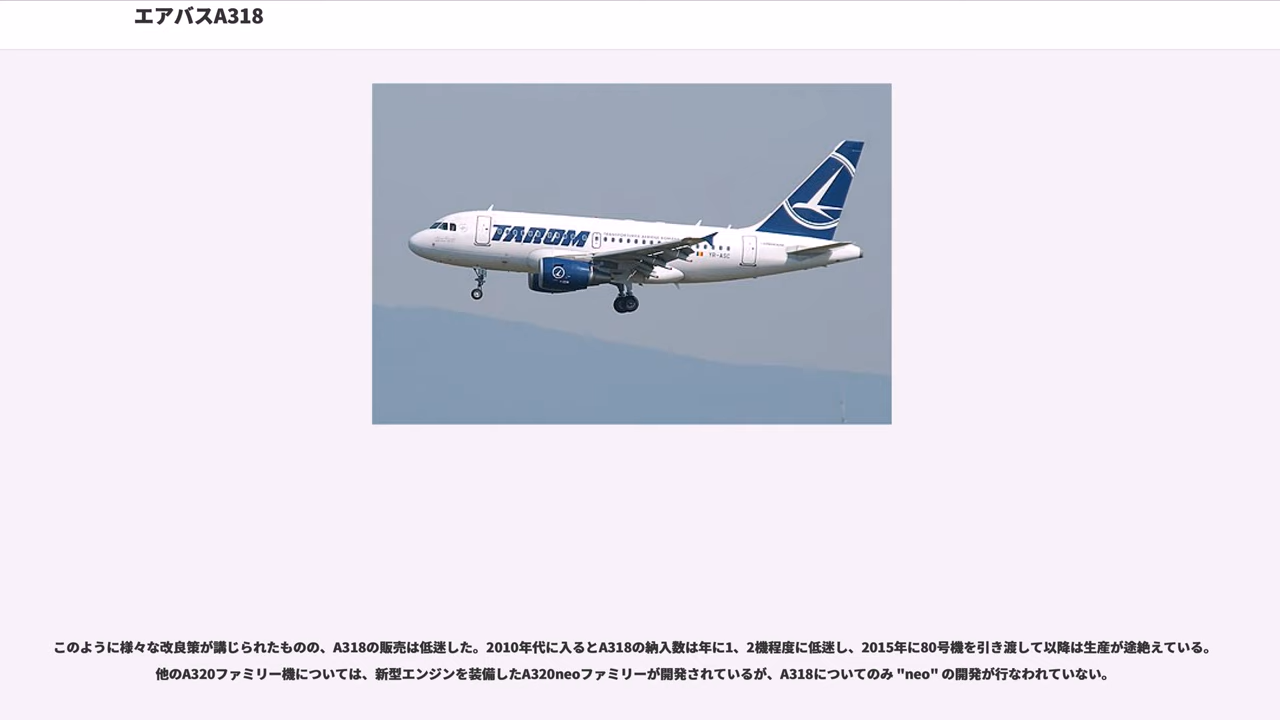 エアバスA318
TAROM
YR-ASC
このように様々な改良策が講じられたものの、A318の販売は低迷した。2010年代に入るとA318の納入数は年に1、2機程度に低迷し、2015年に80号機を引き渡して以降は生産が途絶えている。
他のA320ファミリー機については、新型エンジンを装備したA320neoファミリーが開発されているが、A318についてのみ "neo" の開発が行なわれていない。